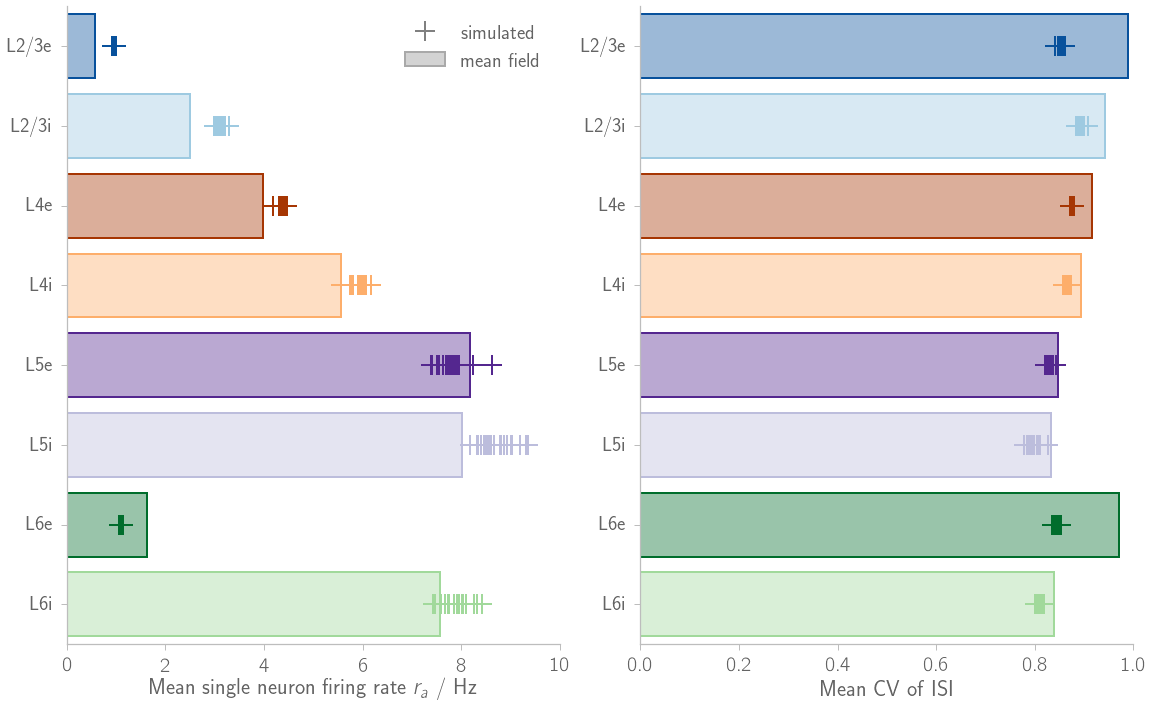 simulated
mean field
L2/3e
L2/3i
L4e
L4i
L5e
L5i
L6e
L6i
0 2 4 6 8 10
Mean single neuron firing rate r_a / Hz
L2/3e
L2/3i
L4e
L4i
L5e
L5i
L6e
L6i
0.0 0.2 0.4 0.6 0.8 1.0
Mean CV of ISI